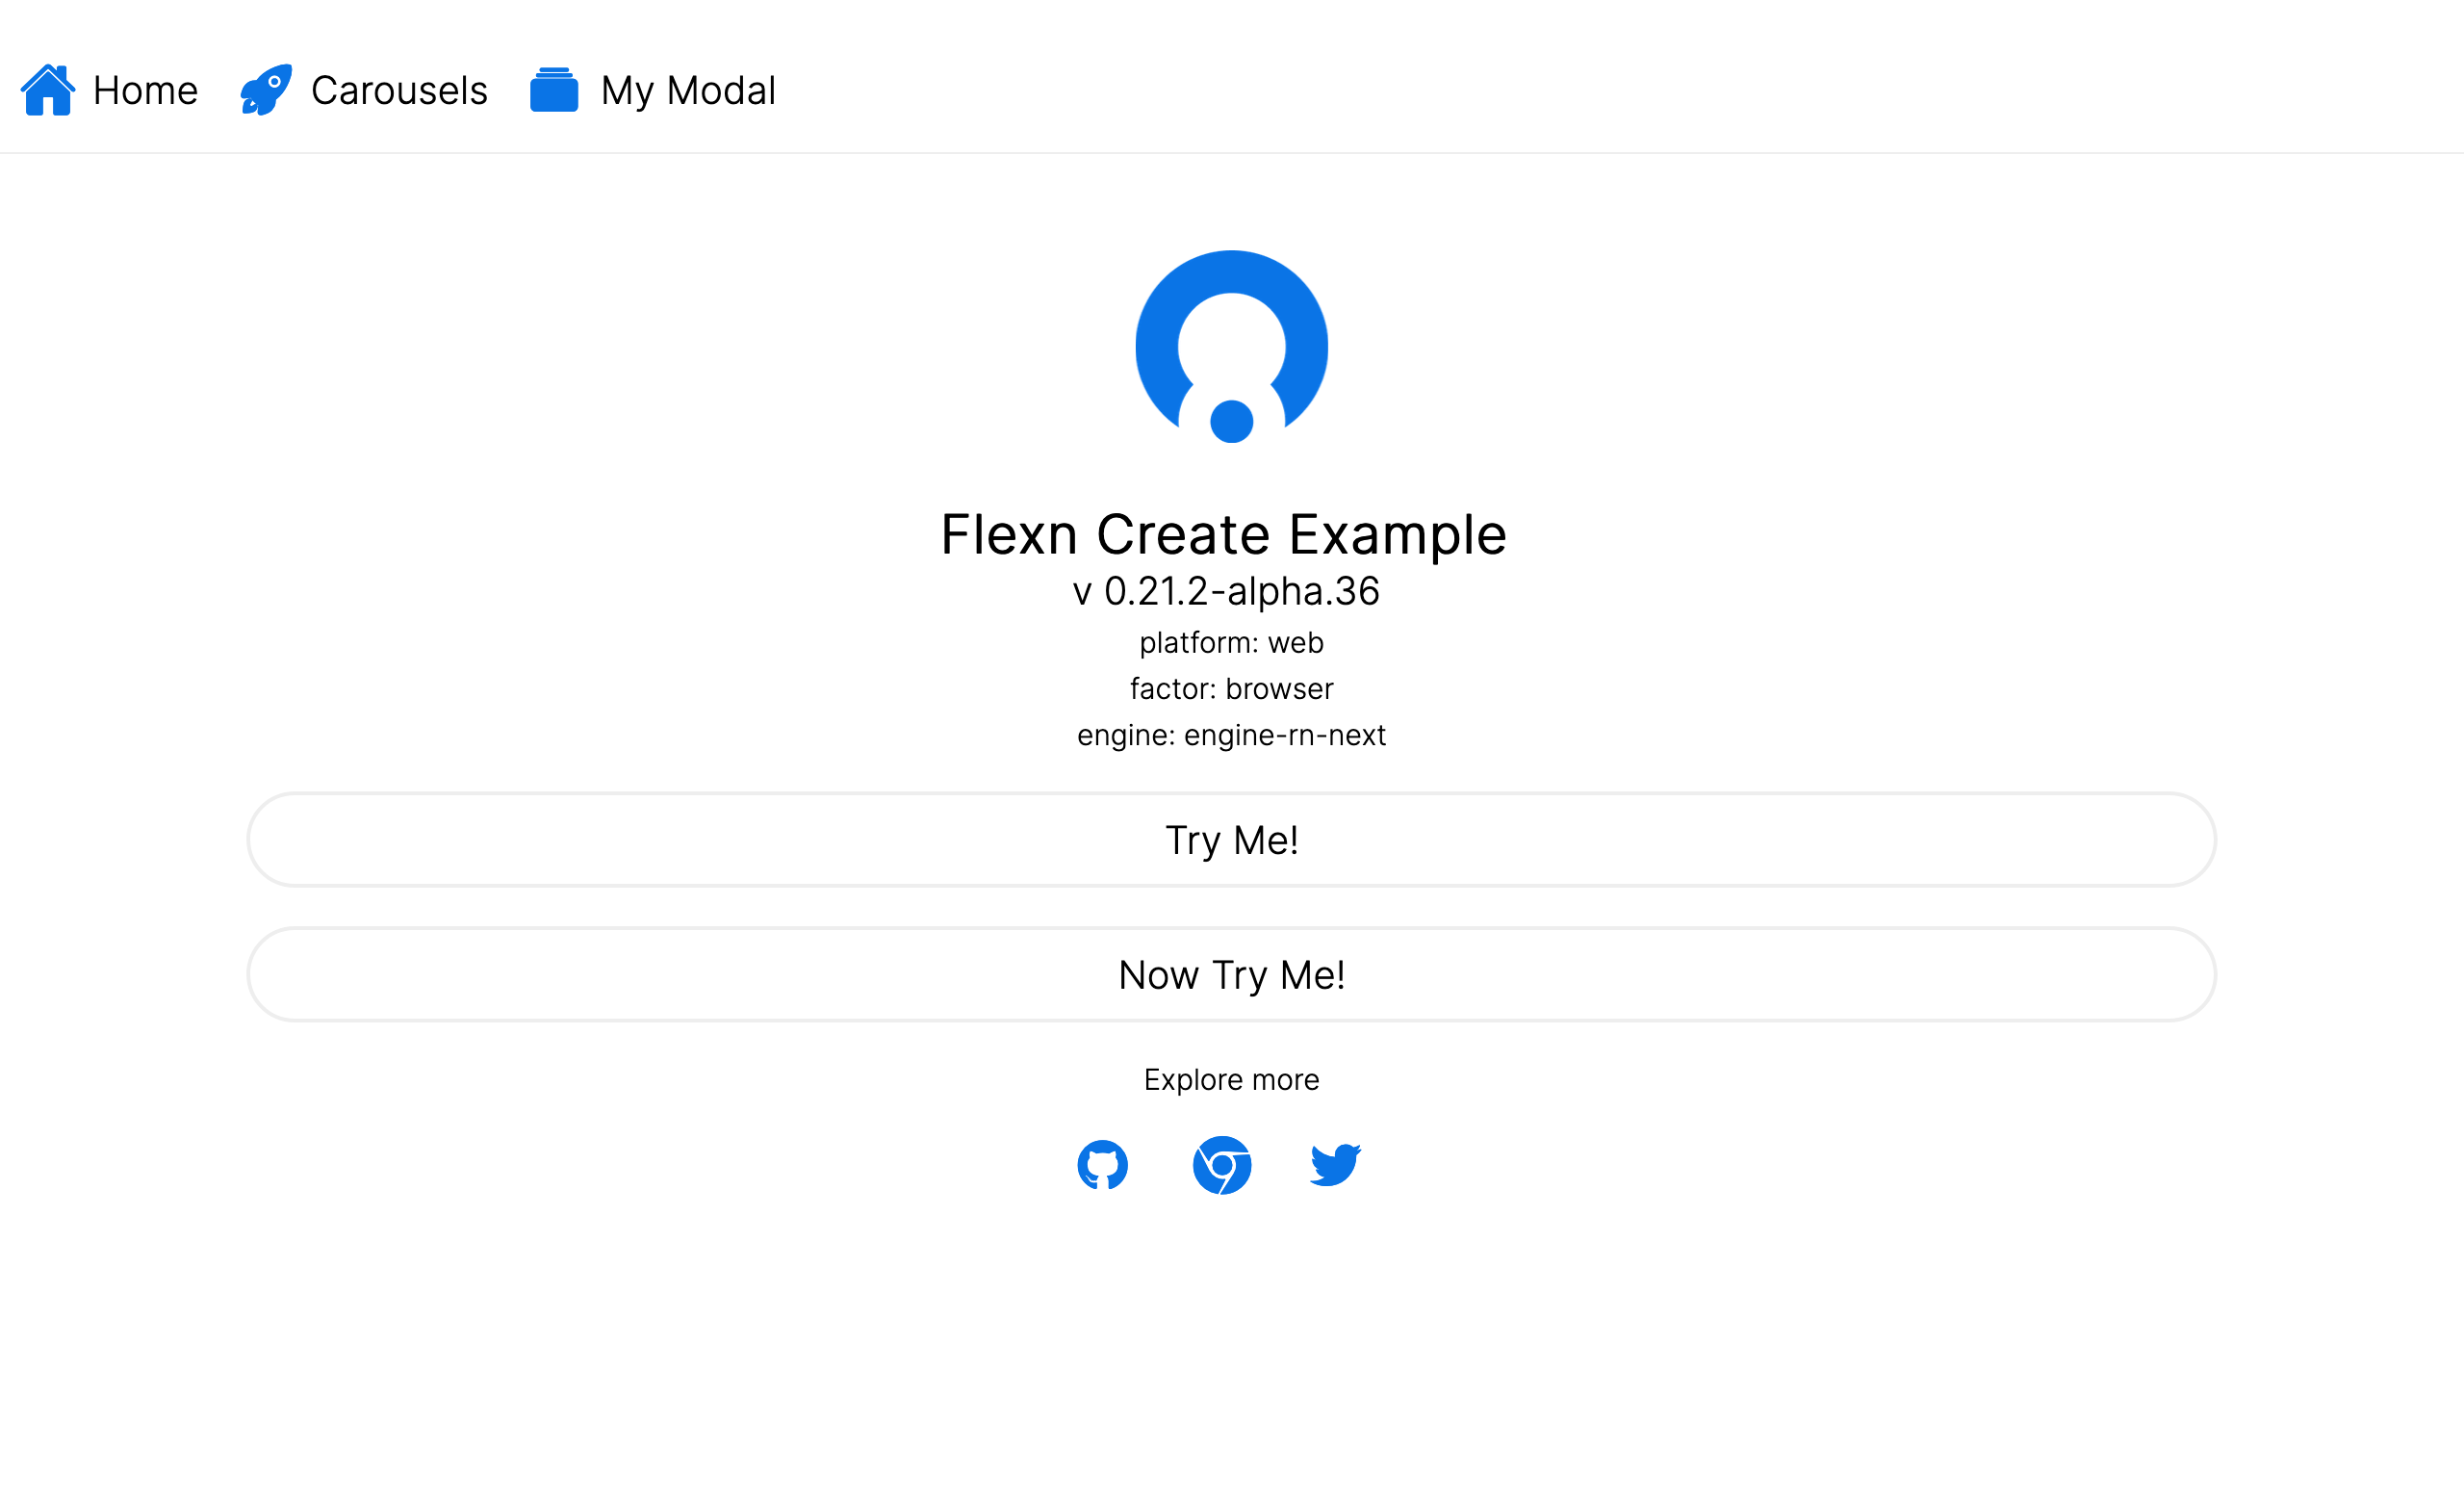 Home Carousels My Modal
Flexn Create Example
v 0.21.2-alpha.36
platform: web
factor: browser
engine: engine-rn-next
Try Me!
Now Try Me!
Explore more